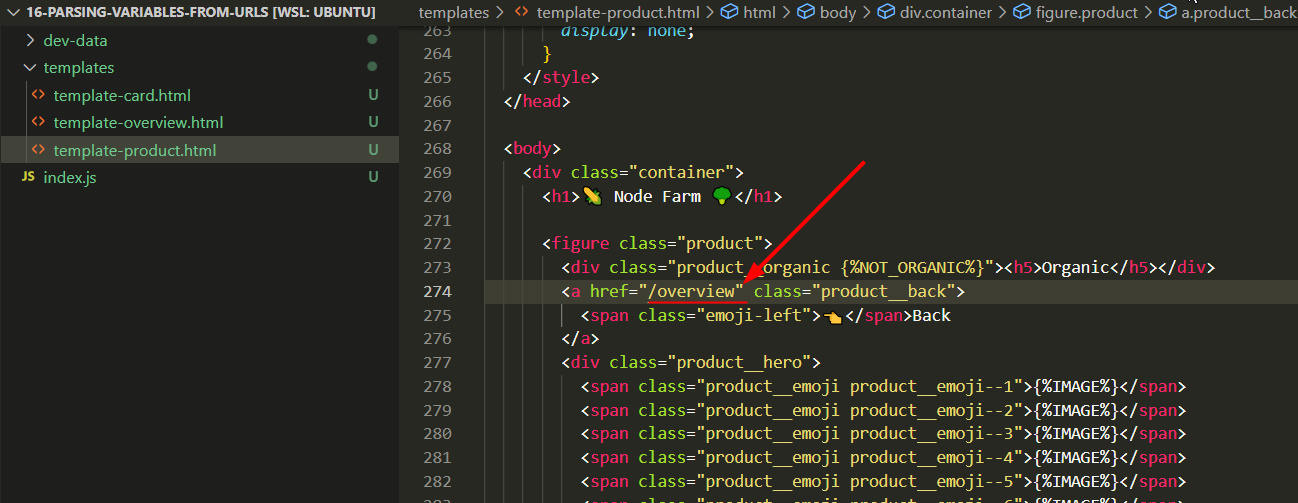 16-PARSING-VARIABLES-FROM-URLS [WSL: UBUNTU]
dev-data
templates
template-card.html U
template-overview.html U
template-product.html U
JS index.js U
templates > template-product.html > html > body > div.container > figure.product > a.product__back
263 display: none;
264 }
265 </style>
266 </head>
267
268 <body>
269 <div class="container">
270 <h1>🌽 Node Farm 🥦</h1>
271
272 <figure class="product">
273 <div class="product__organic {%NOT_ORGANIC%}"><h5>Organic</h5></div>
274 <a href="/overview" class="product__back">
275 <span class="emoji-left">👈</span>Back
276 </a>
277 <div class="product__hero">
278 <span class="product__emoji product__emoji--1">{%IMAGE%}</span>
279 <span class="product__emoji product__emoji--2">{%IMAGE%}</span>
280 <span class="product__emoji product__emoji--3">{%IMAGE%}</span>
281 <span class="product__emoji product__emoji--4">{%IMAGE%}</span>
282 <span class="product__emoji product__emoji--5">{%IMAGE%}</span>